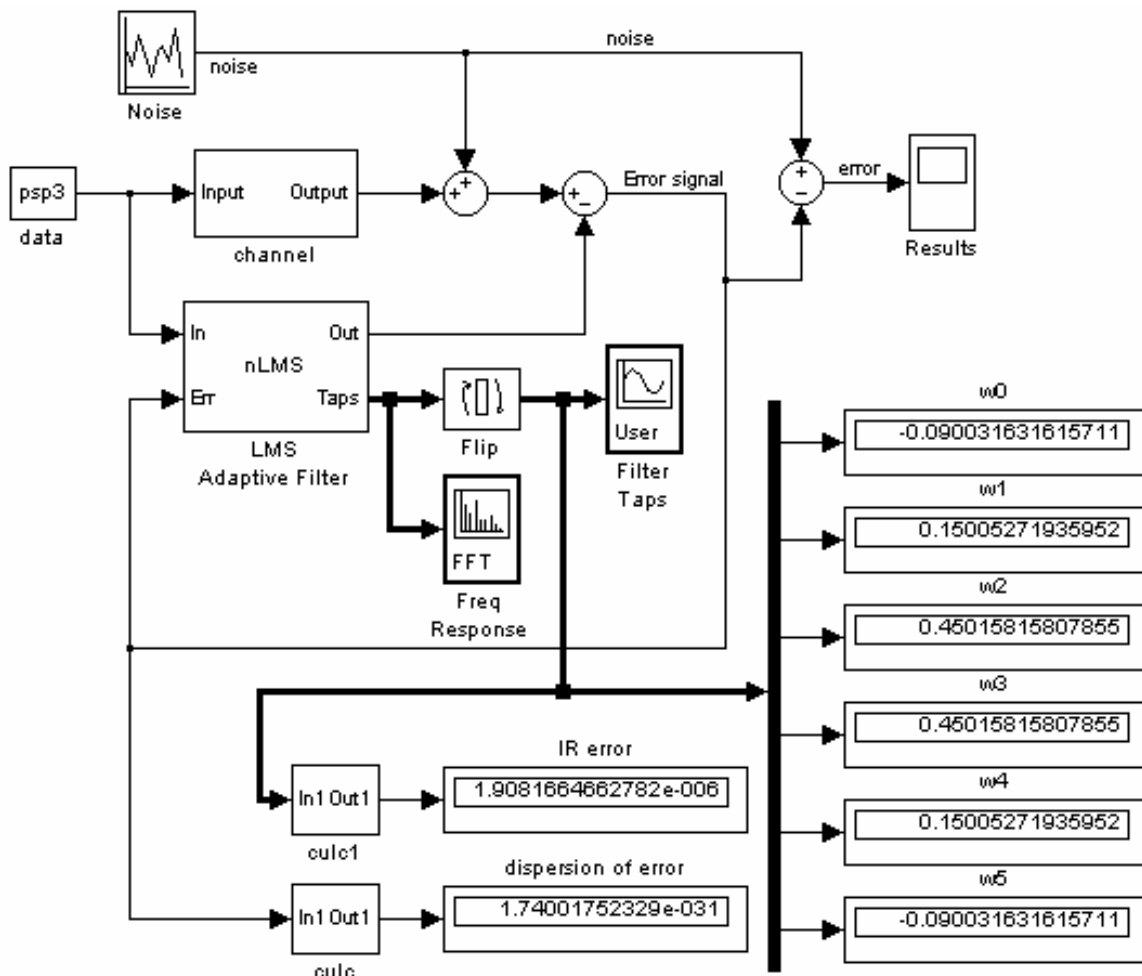 noise
noise
Noise
psp3
data
Input
Output
channel
Error signal
error
Results
In
Out
nLMS
Err
Taps
LMS
Adaptive Filter
Flip
User
Filter
Taps
FFT
Freq
Response
w0
-0.090031631615711
w1
0.15005271935952
w2
0.45015815807855
w3
0.45015815807855
w4
0.15005271935952
w5
-0.090031631615711
IR error
In1 Out1
1.9081664662782e-006
culc1
dispersion of error
In1 Out1
1.74001752329e-031
culc